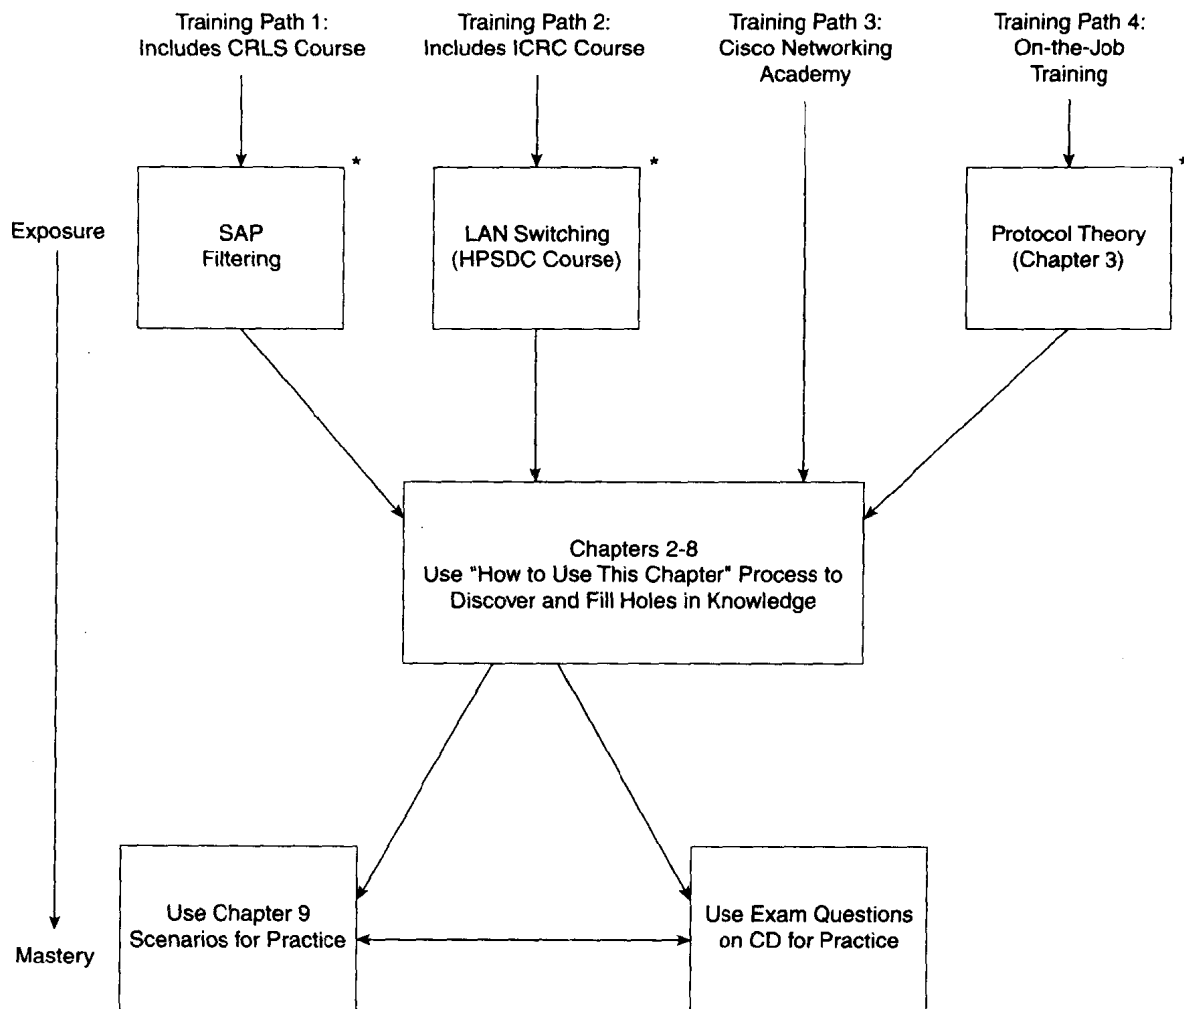 Training Path 1:
Includes CRLS Course
Training Path 2:
Includes ICRC Course
Training Path 3:
Cisco Networking
Academy
Training Path 4:
On-the-Job
Training
*
*
*
Exposure
SAP
Filtering
LAN Switching
(HPSDC Course)
Protocol Theory
(Chapter 3)
Chapters 2-8
Use "How to Use This Chapter" Process to
Discover and Fill Holes in Knowledge
Use Chapter 9
Scenarios for Practice
Use Exam Questions
on CD for Practice
Mastery